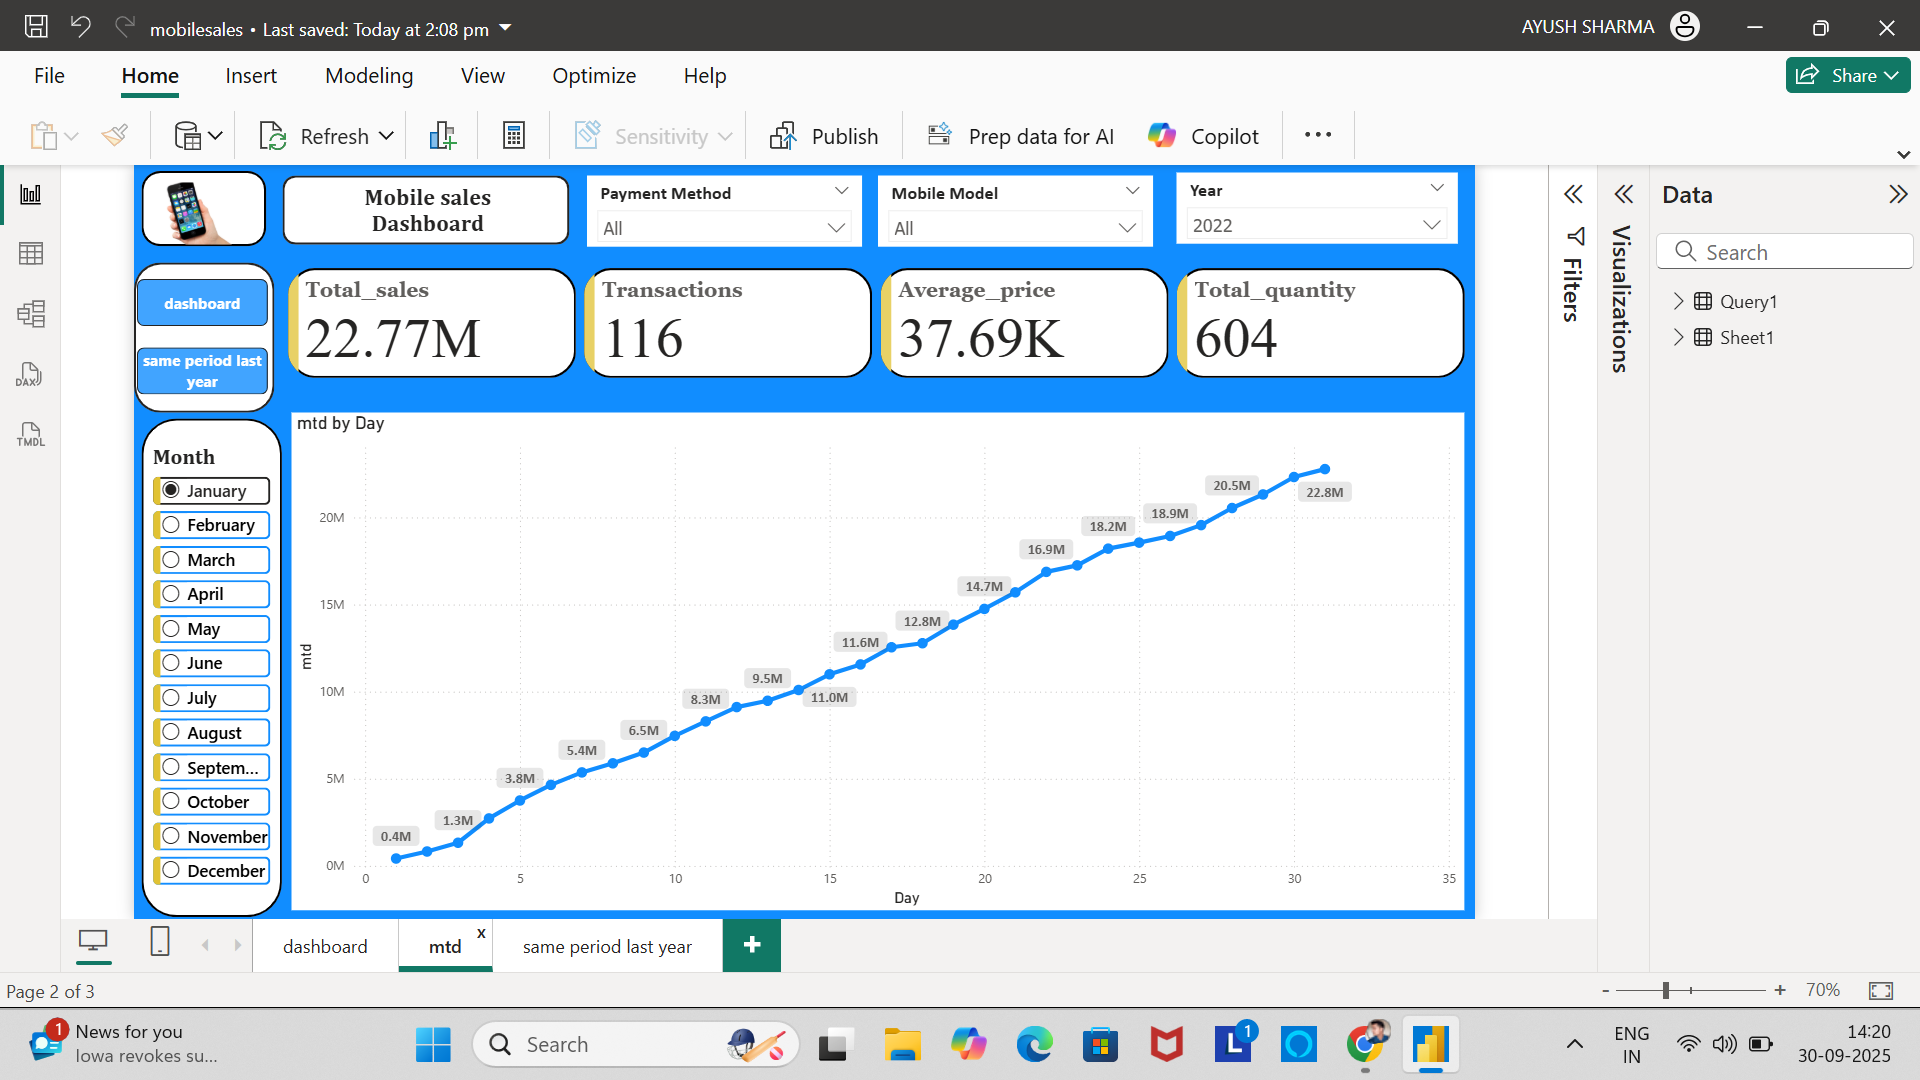 mobilesales • Last saved: Today at 2:08 pm
AYUSH SHARMA
File
Home
Insert
Modeling
View
Optimize
Help
Share
Refresh
Sensitivity
Publish
Prep data for AI
Copilot
Mobile sales
Dashboard
Payment Method
All
Mobile Model
All
Year
2022
dashboard
same period last
year
Total_sales
22.77M
Transactions
116
Average_price
37.69K
Total_quantity
604
Month
January
February
March
April
May
June
July
August
Septem...
October
November
December
mtd by Day
mtd
20M
15M
10M
5M
0M
0.4M
1.3M
3.8M
5.4M
6.5M
8.3M
9.5M
11.0M
11.6M
12.8M
14.7M
16.9M
18.2M
18.9M
20.5M
22.8M
0
5
10
15
20
25
30
35
Day
Filters
Visualizations
Data
Search
Query1
Sheet1
DAX
TMDL
dashboard
mtd
x
same period last year
+
Page 2 of 3
- + 70%
1
News for you
Iowa revokes su...
Search
L
1
ENG
IN
14:20
30-09-2025